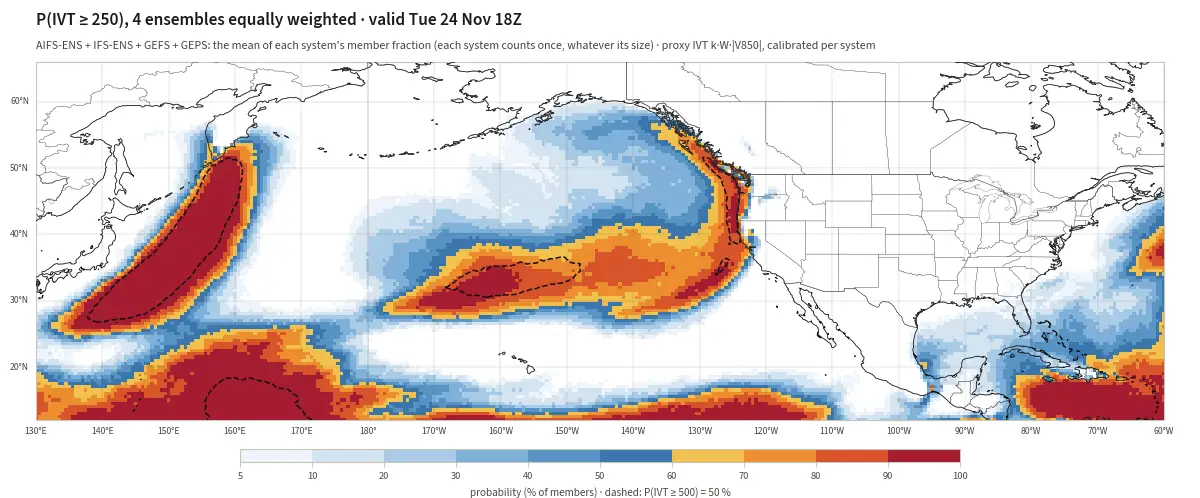 P(IVT ≥ 250), 4 ensembles equally weighted · valid Tue 24 Nov 18Z
AIFS-ENS + IFS-ENS + GEFS + GEPS: the mean of each system's member fraction (each system counts once, whatever its size) · proxy IVT k·W·|V850|, calibrated per system
60°N
50°N
40°N
30°N
20°N
130°E 140°E 150°E 160°E 170°E 180° 170°W 160°W 150°W 140°W 130°W 120°W 110°W 100°W 90°W 80°W 70°W 60°W
5 10 20 30 40 50 60 70 80 90 100
probability (% of members) · dashed: P(IVT ≥ 500) = 50 %